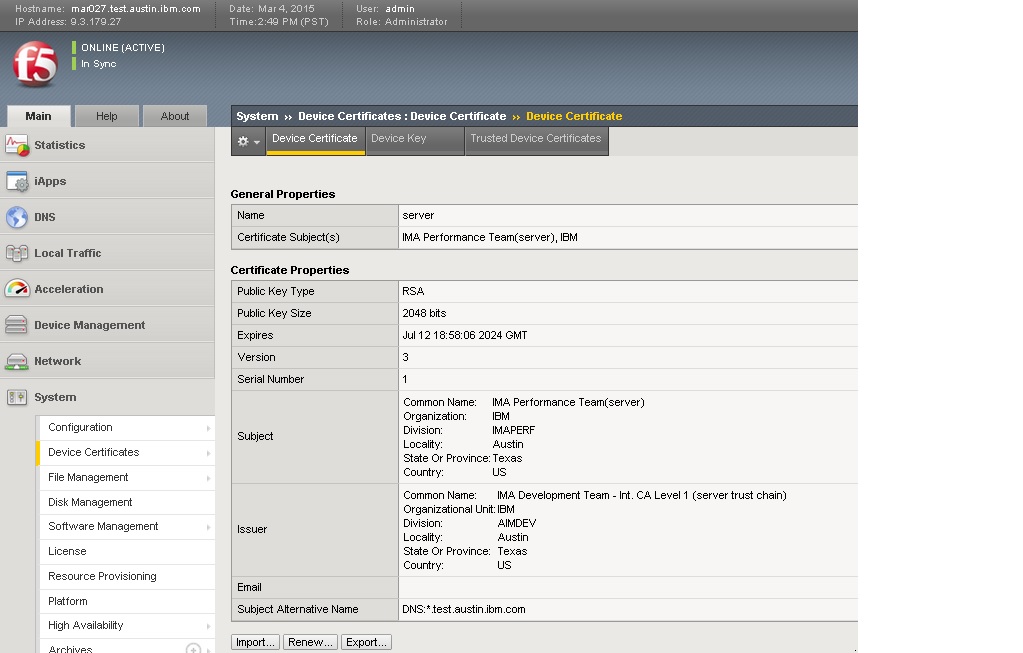 Hostname: mar027.test.austin.ibm.com Date: Mar 4, 2015 User: admin
IP Address: 9.3.179.27 Time: 2:49 PM (PST) Role: Administrator
f5
ONLINE (ACTIVE)
In Sync
Main Help About
System ›› Device Certificates : Device Certificate ›› Device Certificate
Device Certificate Device Key Trusted Device Certificates
Statistics
iApps
DNS
Local Traffic
Acceleration
Device Management
Network
System
Configuration
Device Certificates
File Management
Disk Management
Software Management
License
Resource Provisioning
Platform
High Availability
Archives
General Properties
Name server
Certificate Subject(s) IMA Performance Team(server), IBM
Certificate Properties
Public Key Type RSA
Public Key Size 2048 bits
Expires Jul 12 18:58:06 2024 GMT
Version 3
Serial Number 1
Subject
Common Name: IMA Performance Team(server)
Organization: IBM
Division: IMAPERF
Locality: Austin
State Or Province: Texas
Country: US
Issuer
Common Name: IMA Development Team - Int. CA Level 1 (server trust chain)
Organizational Unit: IBM
Division: AIMDEV
Locality: Austin
State Or Province: Texas
Country: US
Email
Subject Alternative Name DNS:*.test.austin.ibm.com
Import... Renew... Export...